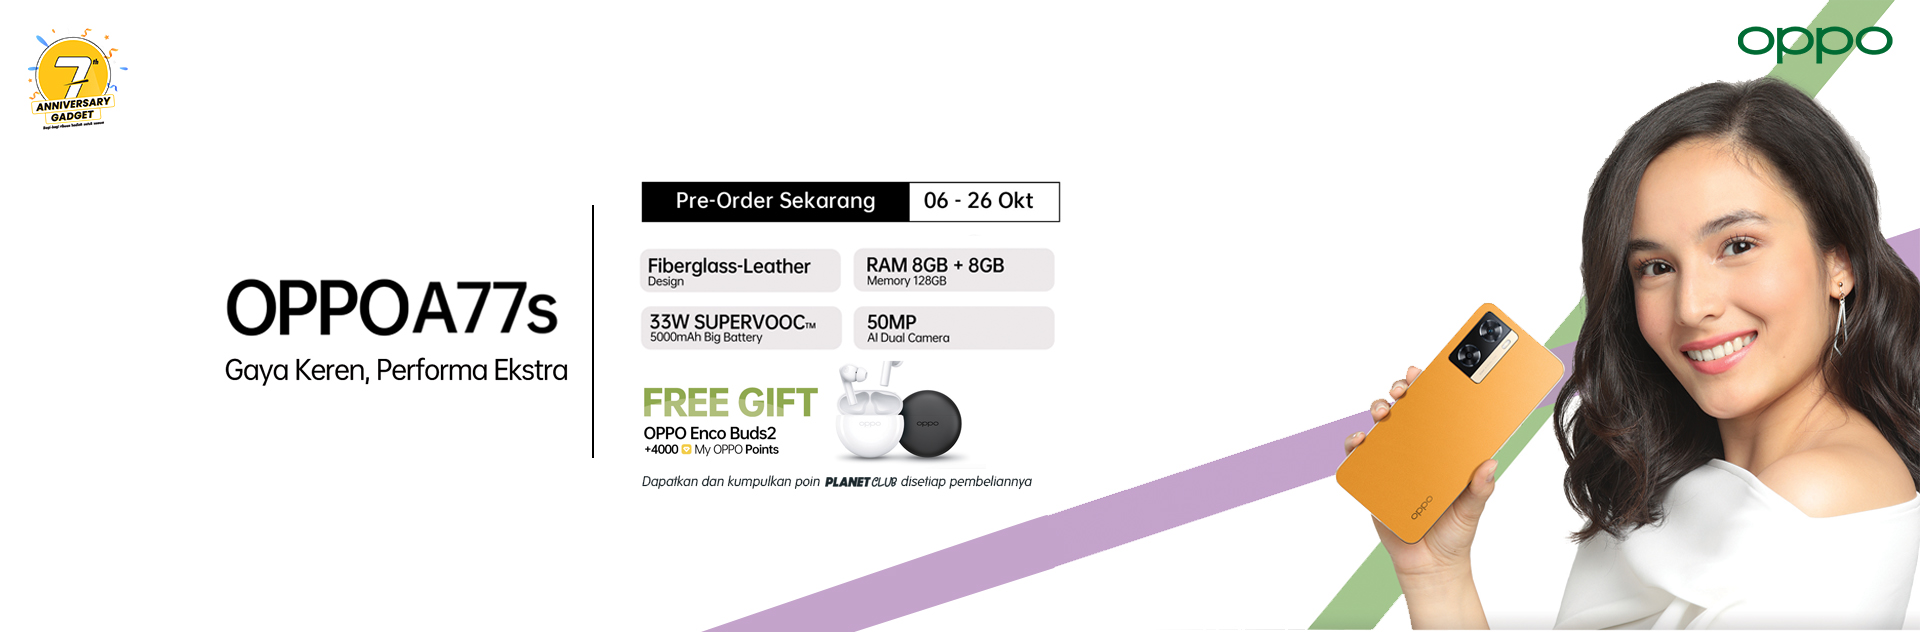 7th
ANNIVERSARY
GADGET
oppo
OPPO A77s
Gaya Keren, Performa Ekstra
Pre-Order Sekarang 06 - 26 Okt
Fiberglass-Leather
Design
RAM 8GB + 8GB
Memory 128GB
33W SUPERVOOC™
5000mAh Big Battery
50MP
AI Dual Camera
FREE GIFT
OPPO Enco Buds2
+4000 My OPPO Points
oppo
oppo
Dapatkan dan kumpulkan poin PLANETCLUB disetiap pembeliannya
oppo